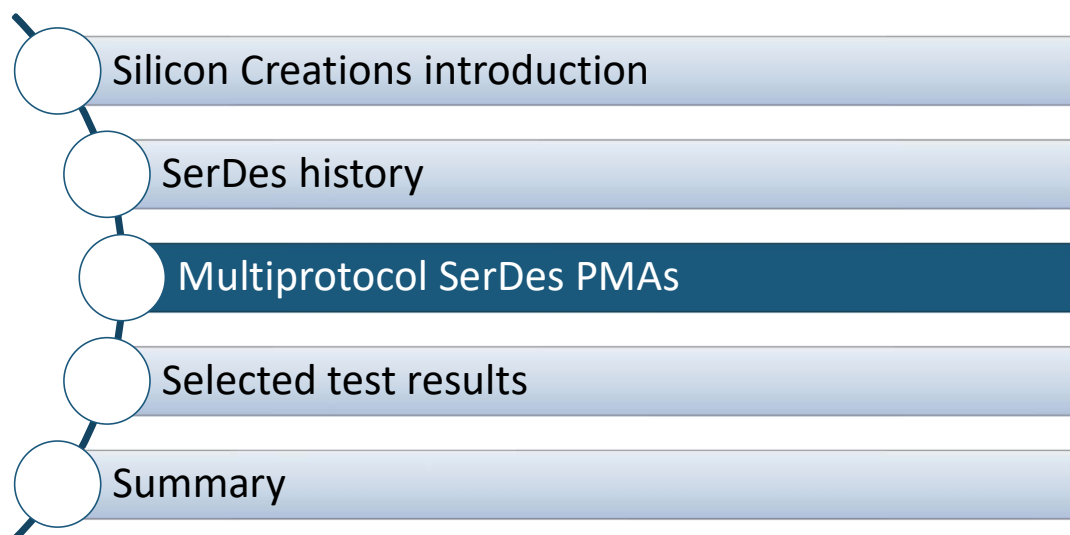 Silicon Creations introduction
SerDes history
Multiprotocol SerDes PMAs
Selected test results
Summary